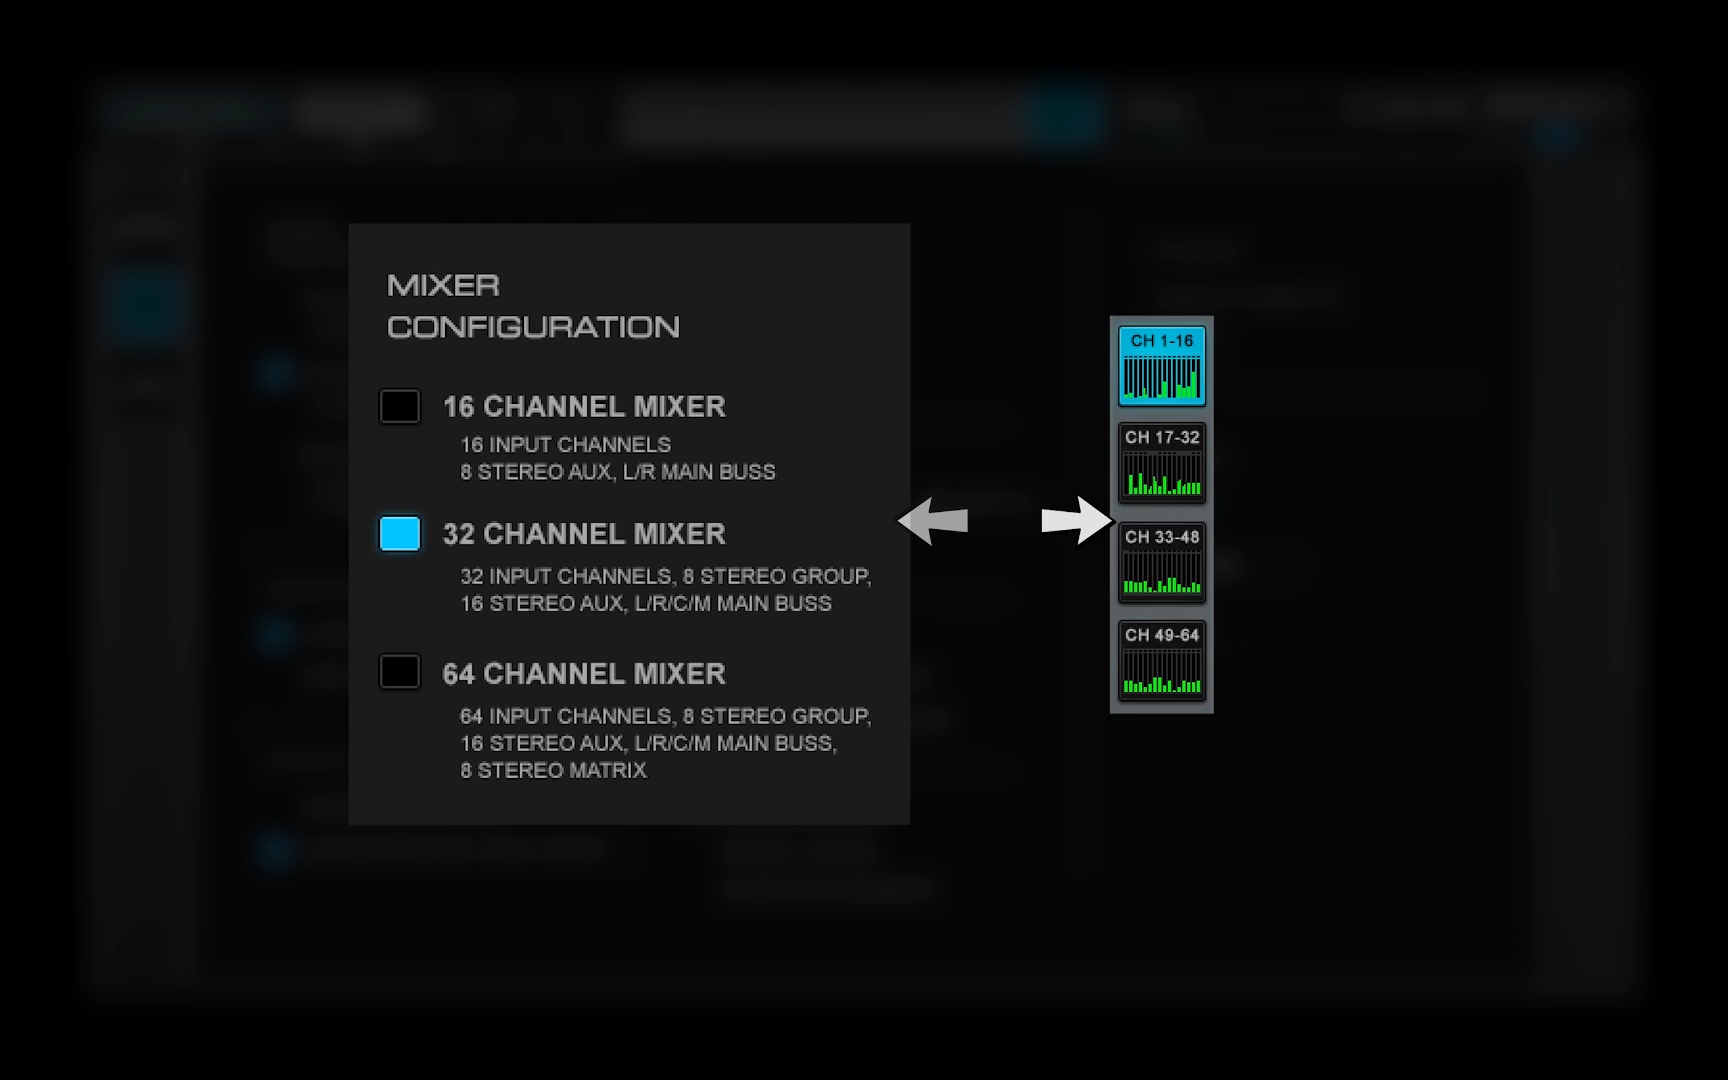 MIXER
CONFIGURATION
16 CHANNEL MIXER
16 INPUT CHANNELS
8 STEREO AUX, L/R MAIN BUSS
32 CHANNEL MIXER
32 INPUT CHANNELS, 8 STEREO GROUP,
16 STEREO AUX, L/R/C/M MAIN BUSS
64 CHANNEL MIXER
64 INPUT CHANNELS, 8 STEREO GROUP,
16 STEREO AUX, L/R/C/M MAIN BUSS,
8 STEREO MATRIX
CH 1-16
CH 17-32
CH 33-48
CH 49-64